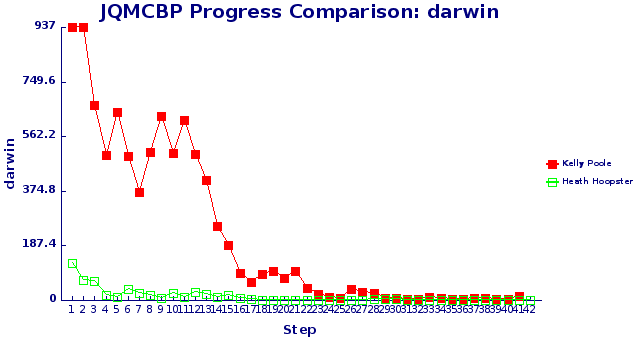 JQMCBP Progress Comparison: darwin
937
749.6
562.2
374.8
187.4
0
darwin
1 2 3 4 5 6 7 8 9 10 11 12 13 14 15 16 17 18 19 20 21 22 23 24 25 26 27 28 29 30 31 32 33 34 35 36 37 38 39 40 41 42
Step
Kelly Poole
Heath Hoopster